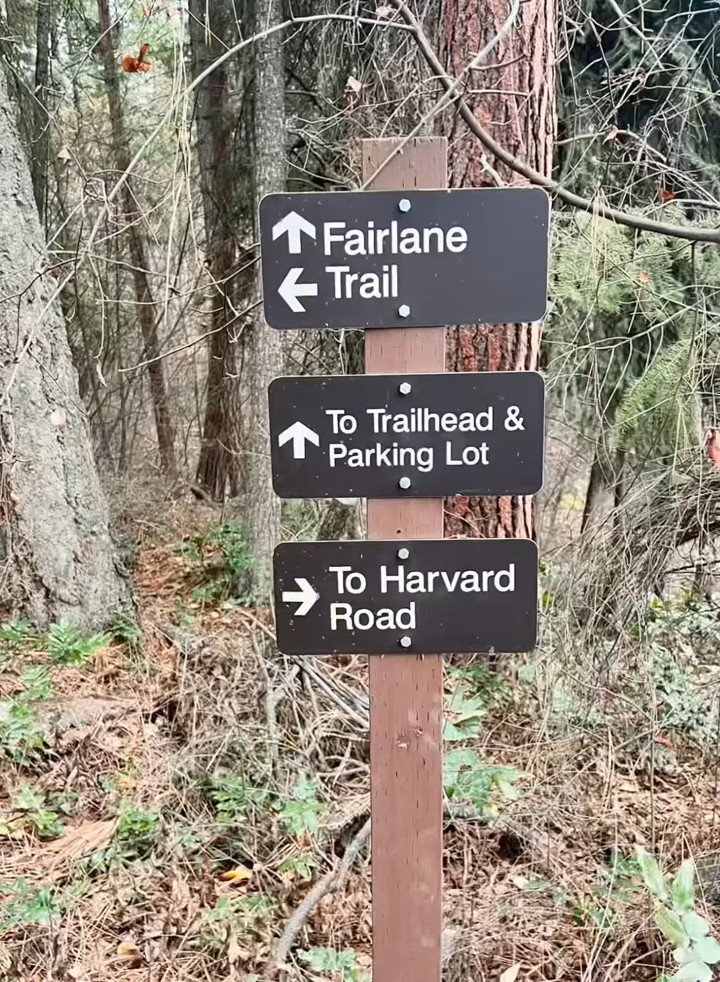 Fairlane
Trail
To Trailhead &
Parking Lot
To Harvard
Road